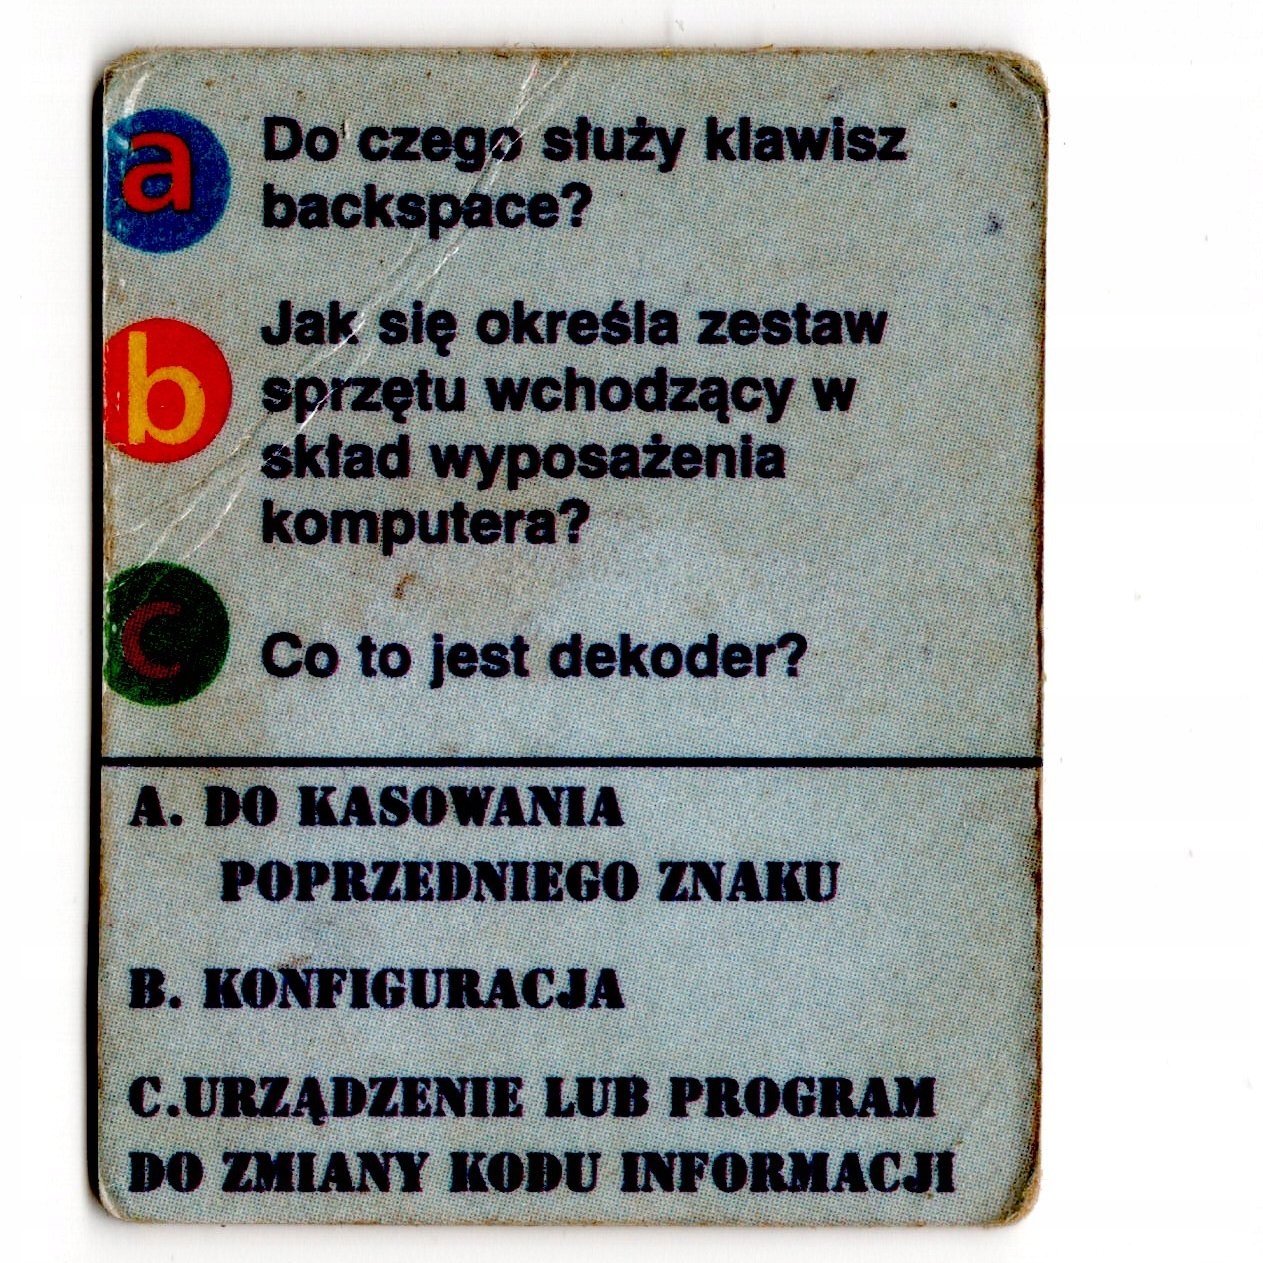 a Do czego służy klawisz
backspace?
b Jak się określa zestaw
sprzętu wchodzący w
skład wyposażenia
komputera?
c Co to jest dekoder?
A. DO KASOWANIA
POPRZEDNIEGO ZNAKU
B. KONFIGURACJA
C.URZĄDZENIE LUB PROGRAM
DO ZMIANY KODU INFORMACJI